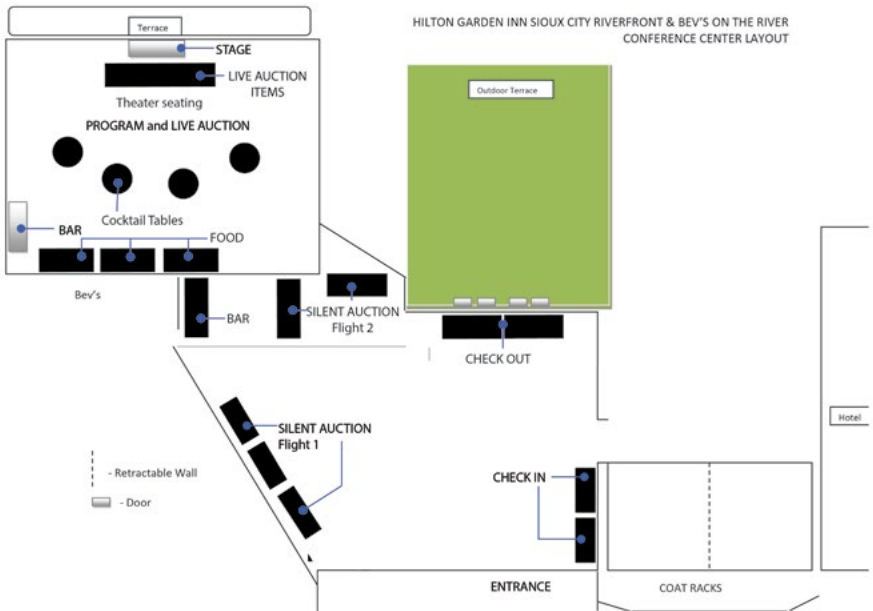 HILTON GARDEN INN SIOUX CITY RIVERFRONT & BEV'S ON THE RIVER
CONFERENCE CENTER LAYOUT
Terrace
STAGE
LIVE AUCTION
ITEMS
Theater seating
PROGRAM and LIVE AUCTION
Outdoor Terrace
Cocktail Tables
BAR
FOOD
Bev's
BAR
SILENT AUCTION
Flight 2
CHECK OUT
SILENT AUCTION
Flight 1
Hotel
- Retractable Wall
- Door
CHECK IN
ENTRANCE
COAT RACKS